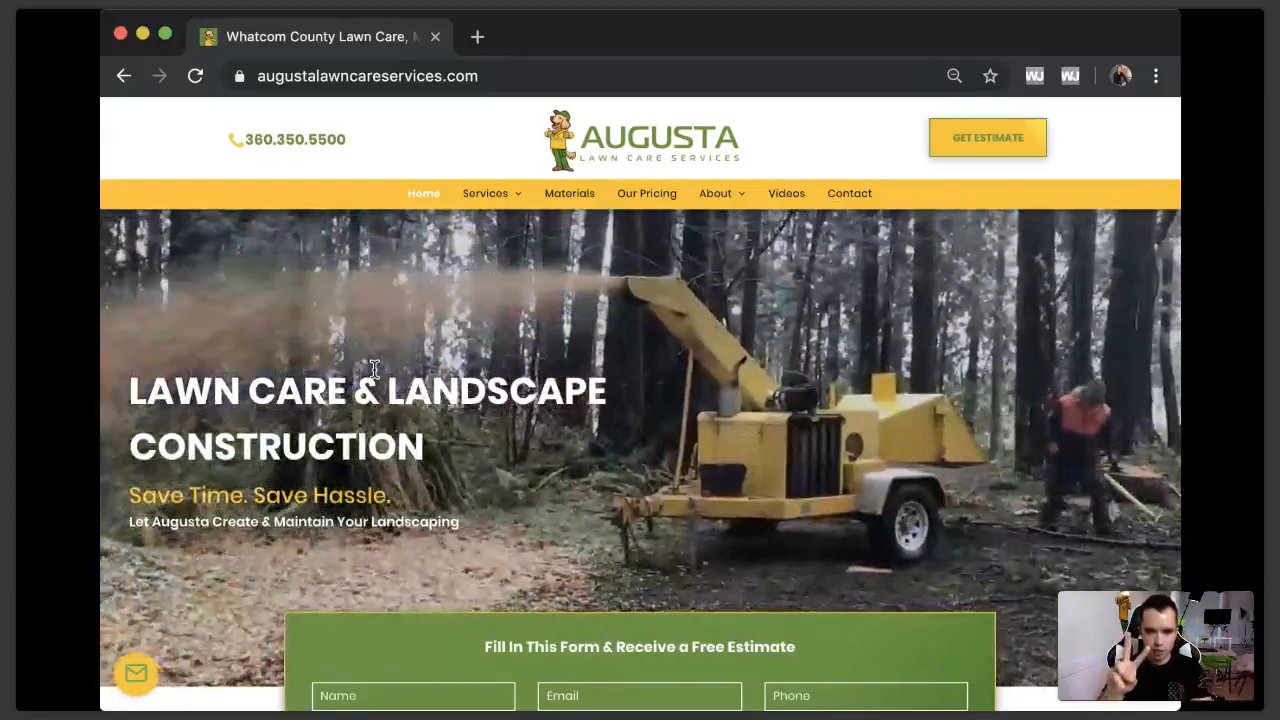 Whatcom County Lawn Care, M
augustalawncareservices.com
360.350.5500
AUGUSTA
LAWN CARE SERVICES
GET ESTIMATE
Home Services Materials Our Pricing About Videos Contact
LAWN CARE & LANDSCAPE
CONSTRUCTION
Save Time. Save Hassle.
Let Augusta Create & Maintain Your Landscaping
Fill In This Form & Receive a Free Estimate
Name Email Phone